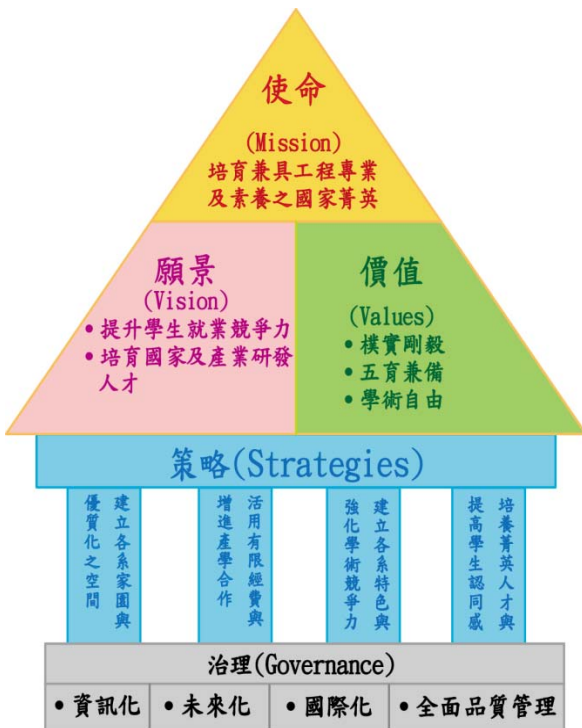 使命
(Mission)
培育兼具工程專業
及素養之國家菁英
願景
(Vision)
•提升學生就業競爭力
•培育國家及產業研發
人才
價值
(Values)
•樸實剛毅
•五育兼備
•學術自由
策略(Strategies)
建立各系家園與
優質化之空間
活用有限經費與
增進產學合作
建立各系特色與
強化學術競爭力
培養菁英人才與
提高學生認同感
治理(Governance)
•資訊化
•未來化
•國際化
•全面品質管理